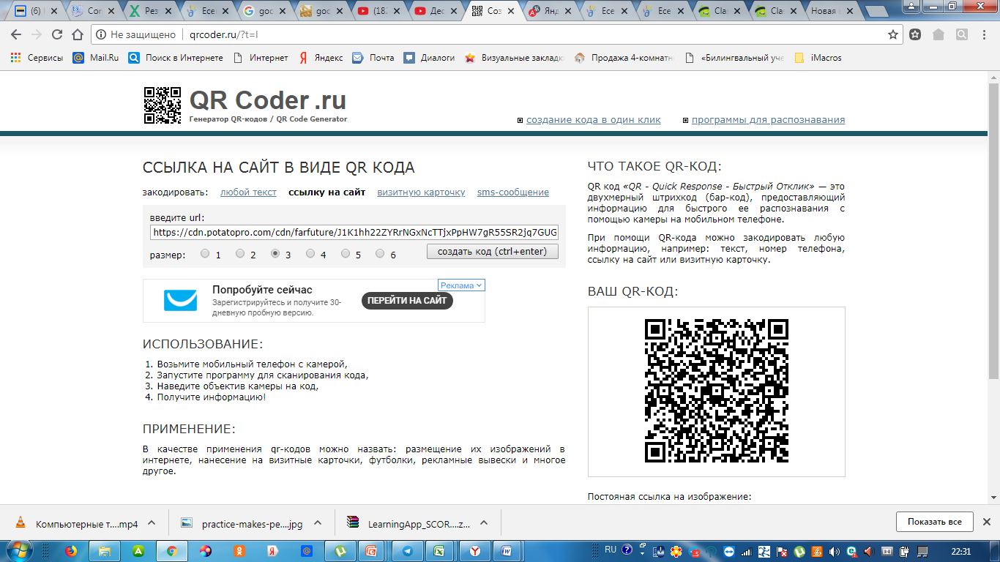 (6)
Con
Рез
Есе
goo
goo
(18.
Дес
Соз
Янд
Есе
Есе
Cla
Cla
Новая
Не защищено
qrcoder.ru/?t=l
Сервисы
Mail.Ru
Поиск в Интернете
Интернет
Яндекс
Почта
Диалоги
Визуальные закладк
Продажа 4-комнатн
«Билингвальный уче
iMacros
QR Coder .ru
Генератор QR-кодов / QR Code Generator
создание кода в один клик
программы для распознавания
ССЫЛКА НА САЙТ В ВИДЕ QR КОДА
закодировать: любой текст ссылку на сайт визитную карточку sms-сообщение
введите url:
https://cdn.potatopro.com/cdn/farfuture/J1K1hh22ZYRrNGxNcTTjxPpHW7gR55SR2jq7GUG
размер: 1 2 3 4 5 6
создать код (ctrl+enter)
Реклама
Попробуйте сейчас
Зарегистрируйтесь и получите 30-
дневную пробную версию.
ПЕРЕЙТИ НА САЙТ
ИСПОЛЬЗОВАНИЕ:
1. Возьмите мобильный телефон с камерой,
2. Запустите программу для сканирования кода,
3. Наведите объектив камеры на код,
4. Получите информацию!
ПРИМЕНЕНИЕ:
В качестве применения qr-кодов можно назвать: размещение их изображений в
интернете, нанесение на визитные карточки, футболки, рекламные вывески и многое
другое.
ЧТО ТАКОЕ QR-КОД:
QR код «QR - Quick Response - Быстрый Отклик» — это
двухмерный штрихкод (бар-код), предоставляющий
информацию для быстрого ее распознавания с
помощью камеры на мобильном телефоне.
При помощи QR-кода можно закодировать любую
информацию, например: текст, номер телефона,
ссылку на сайт или визитную карточку.
ВАШ QR-КОД:
Постояная ссылка на изображение:
Компьютерные т....mp4
practice-makes-pe....jpg
LearningApp_SCOR....z...
Показать все
RU
22:31